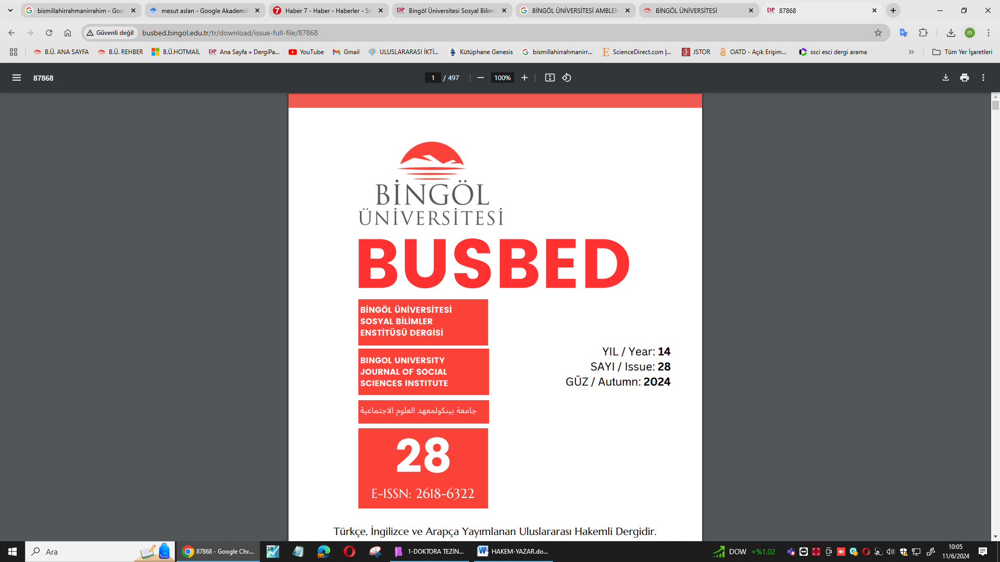 bismillahirrahmanirrahim - Goo
mesut aslan - Google Akademik
Haber 7 - Haber - Haberler - So
Bingöl Üniversitesi Sosyal Biliml
BİNGÖL ÜNİVERSİTESİ AMBLEM
BİNGÖL ÜNİVERSİTESİ
DP 87868
Güvenli değil busbed.bingol.edu.tr/tr/download/issue-full-file/87868
B.Ü. ANA SAYFA B.Ü. REHBER B.Ü.HOTMAİL DP Ana Sayfa » DergiPa... YouTube Gmail ULUSLARARASI İKTİ... Kütüphane Genesis bismillahirrahmanirr... ScienceDirect.com |... JSTOR OATD - Açık Erişim... ssci esci dergi arama » Tüm Yer İşaretleri
87868 1 / 497 100%
BİNGÖL
ÜNİVERSİTESİ
BUSBED
BİNGÖL ÜNİVERSİTESİ
SOSYAL BİLİMLER
ENSTİTÜSÜ DERGİSİ
BINGOL UNIVERSITY
JOURNAL OF SOCIAL
SCIENCES INSTITUTE
جامعة بينكولمعهد العلوم الاجتماعية
YIL / Year: 14
SAYI / Issue: 28
GÜZ / Autumn: 2024
28
E-ISSN: 2618-6322
Türkçe, İngilizce ve Arapça Yayımlanan Uluslararası Hakemli Dergidir.
Ara 87868 - Google Chr... 1-DOKTORA TEZİN... HAKEM-YAZAR.do... DOW +%1,02 10:05
11/6/2024